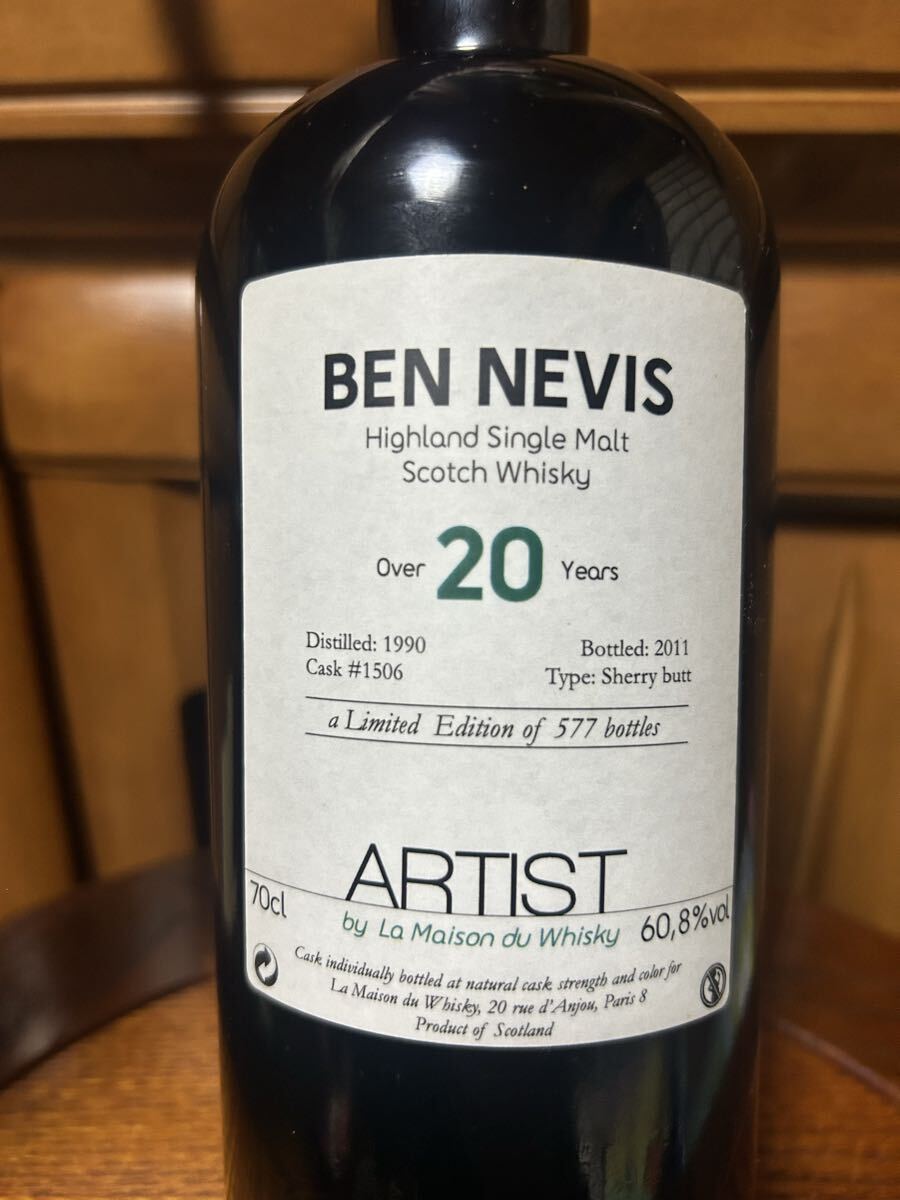 BEN NEVIS
Highland Single Malt
Scotch Whisky
Over 20 Years
Distilled: 1990
Cask #1506
Bottled: 2011
Type: Sherry butt
a Limited Edition of 577 bottles
ARTIST
by La Maison du Whisky
70cl
60,8%vol
Cask individually bottled at natural cask strength and color for
La Maison du Whisky, 20 rue d'Anjou, Paris 8
Product of Scotland